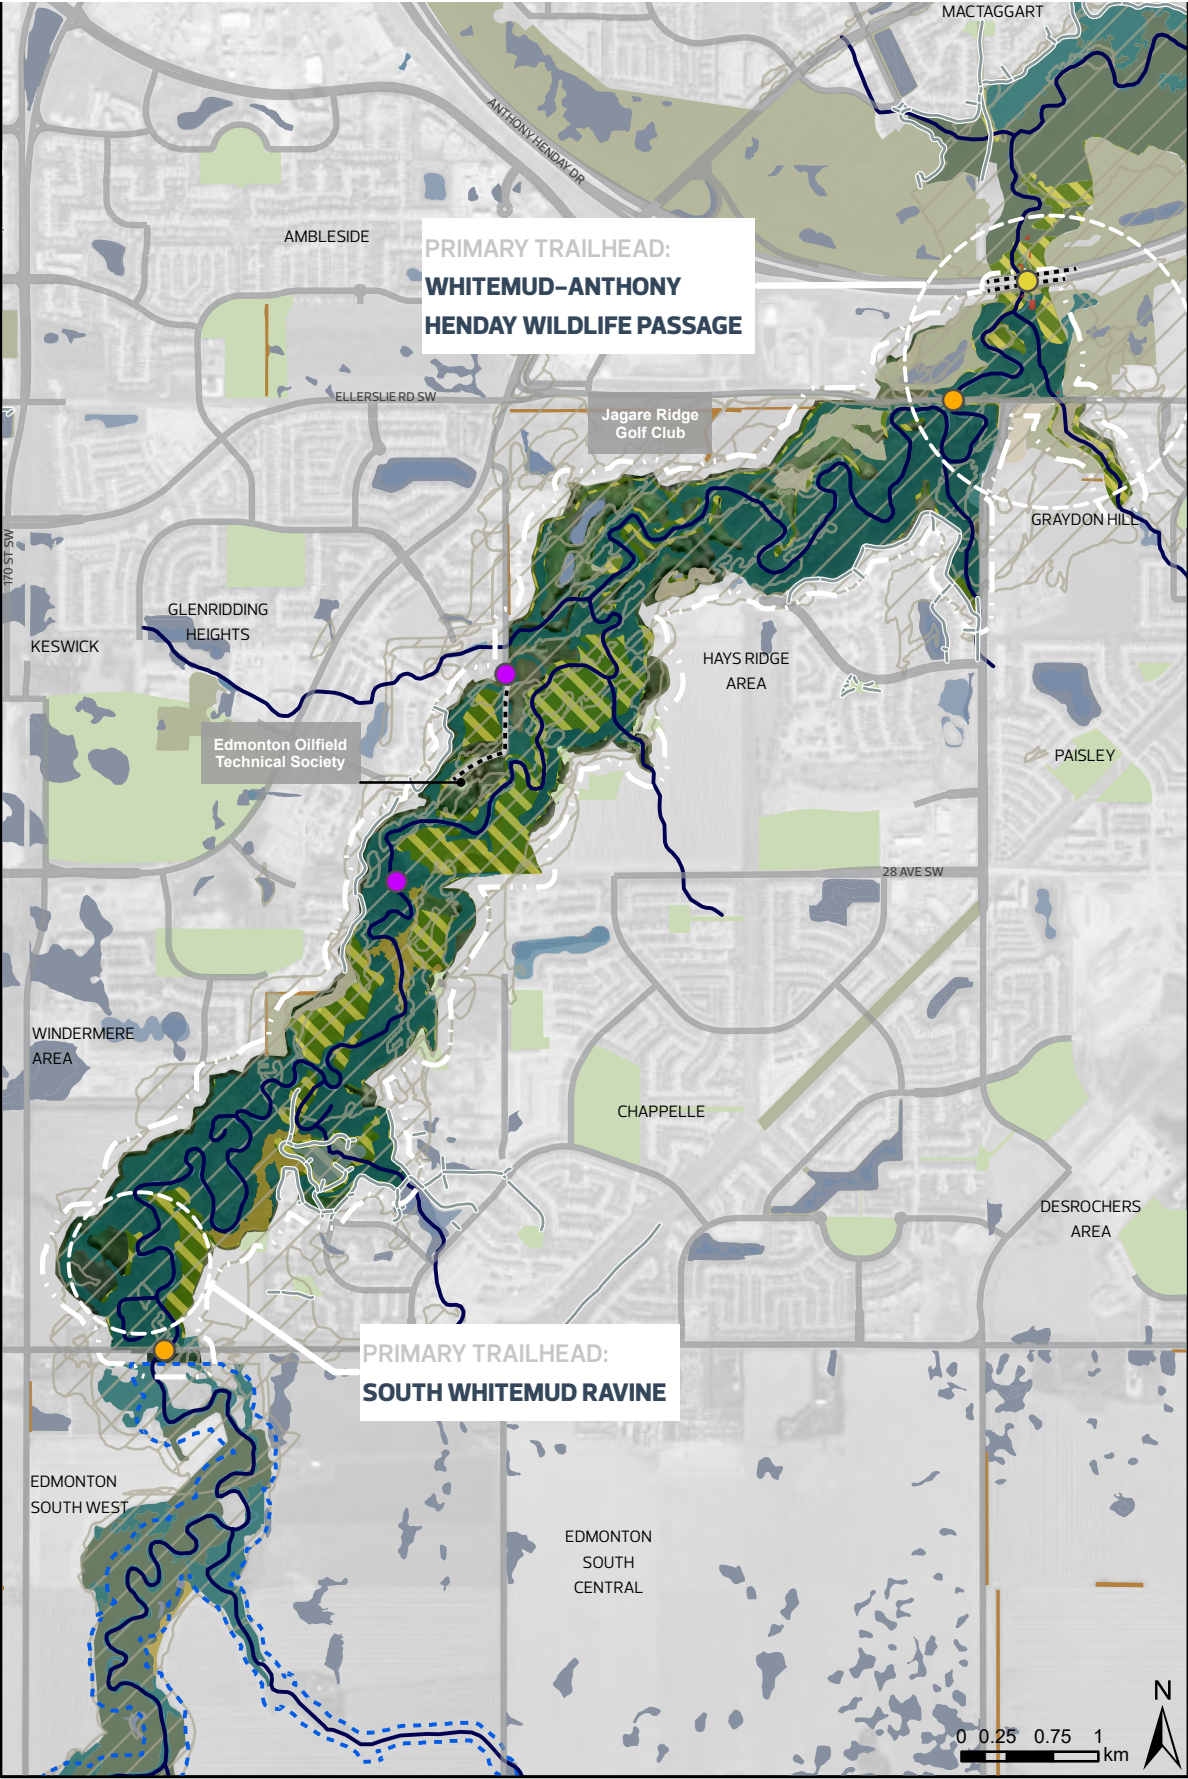 MACTAGGART
ANTHONY HENDAY DR
AMBLESIDE
PRIMARY TRAILHEAD:
WHITEMUD–ANTHONY
HENDAY WILDLIFE PASSAGE
ELLERSLIE RD SW
Jagare Ridge
Golf Club
GRAYDON HILL
170 ST SW
GLENRIDDING
HEIGHTS
KESWICK
HAYS RIDGE
AREA
Edmonton Oilfield
Technical Society
PAISLEY
28 AVE SW
WINDERMERE
AREA
CHAPPELLE
DESROCHERS
AREA
PRIMARY TRAILHEAD:
SOUTH WHITEMUD RAVINE
EDMONTON
SOUTH WEST
EDMONTON
SOUTH
CENTRAL
N
0 0.25 0.75 1
km